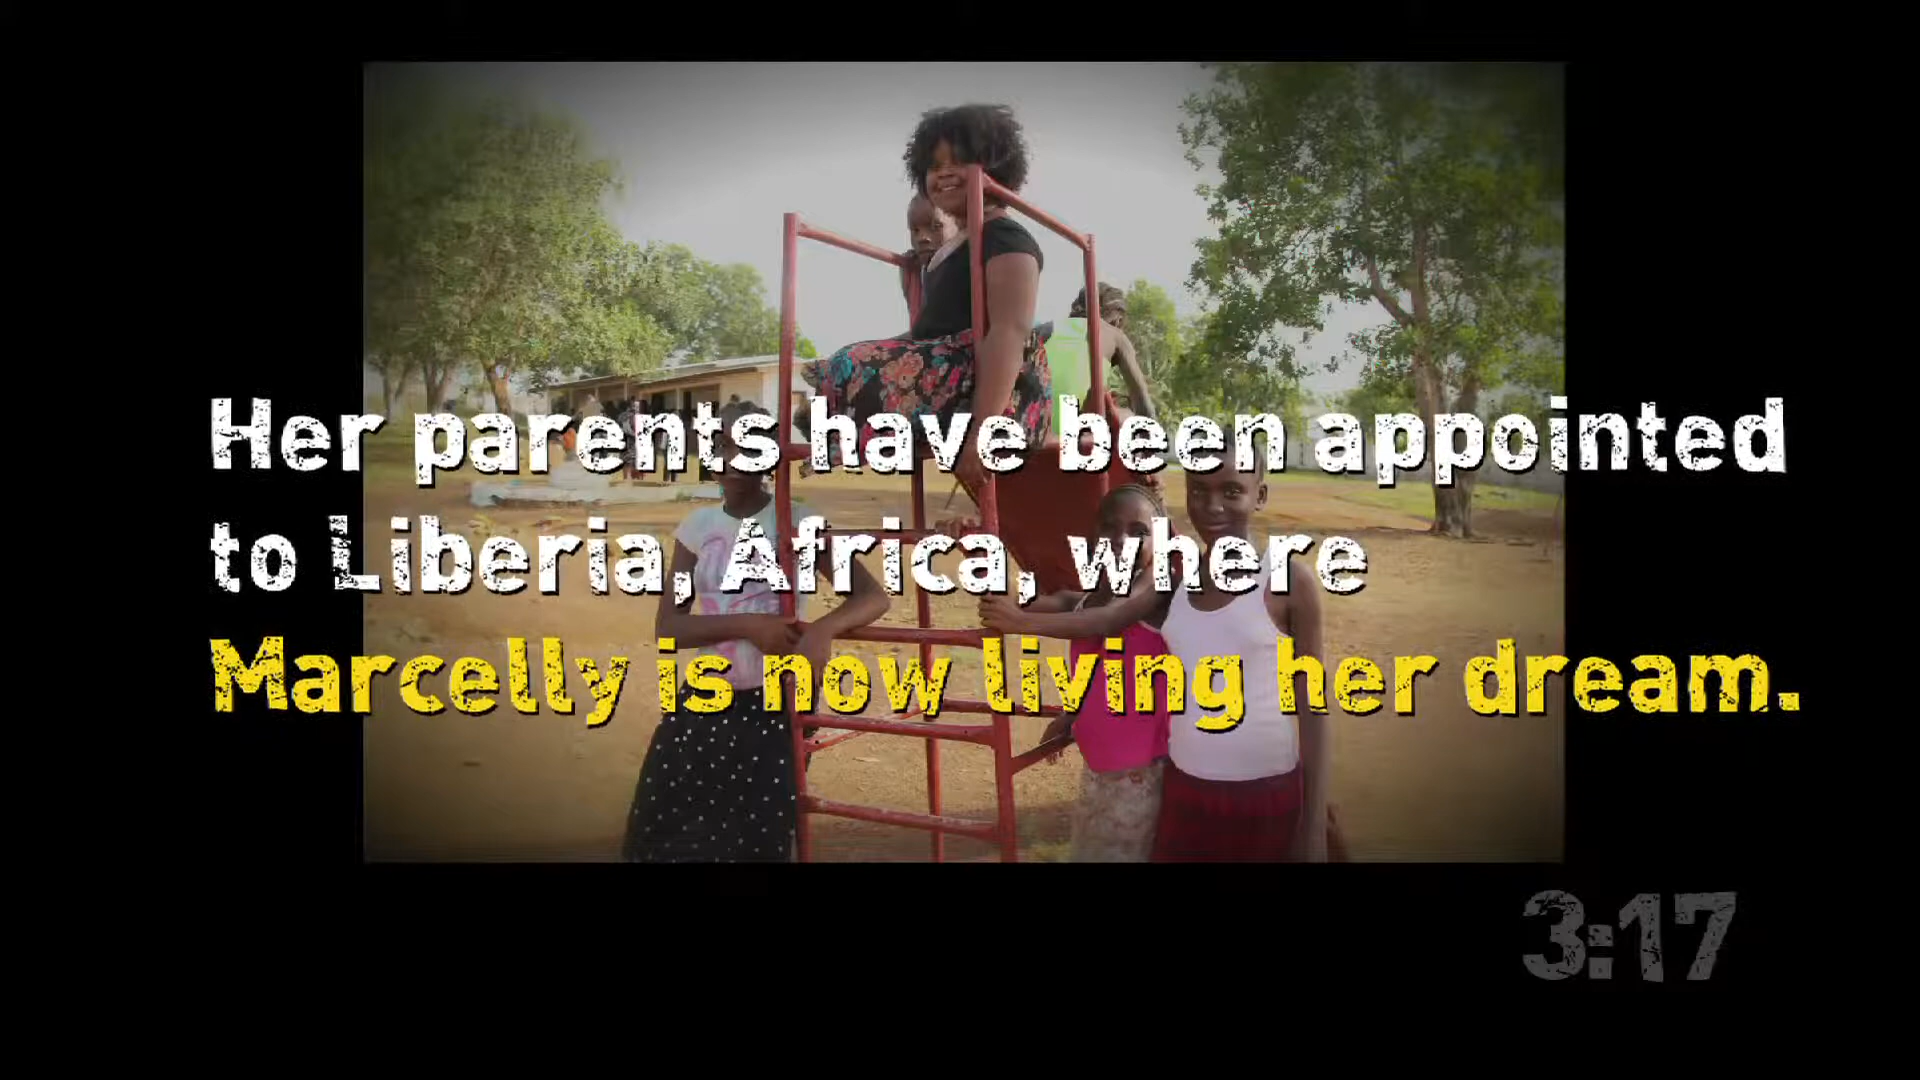 Her parents have been appointed
to Liberia, Africa, where
Marcelly is now living her dream.
3:17